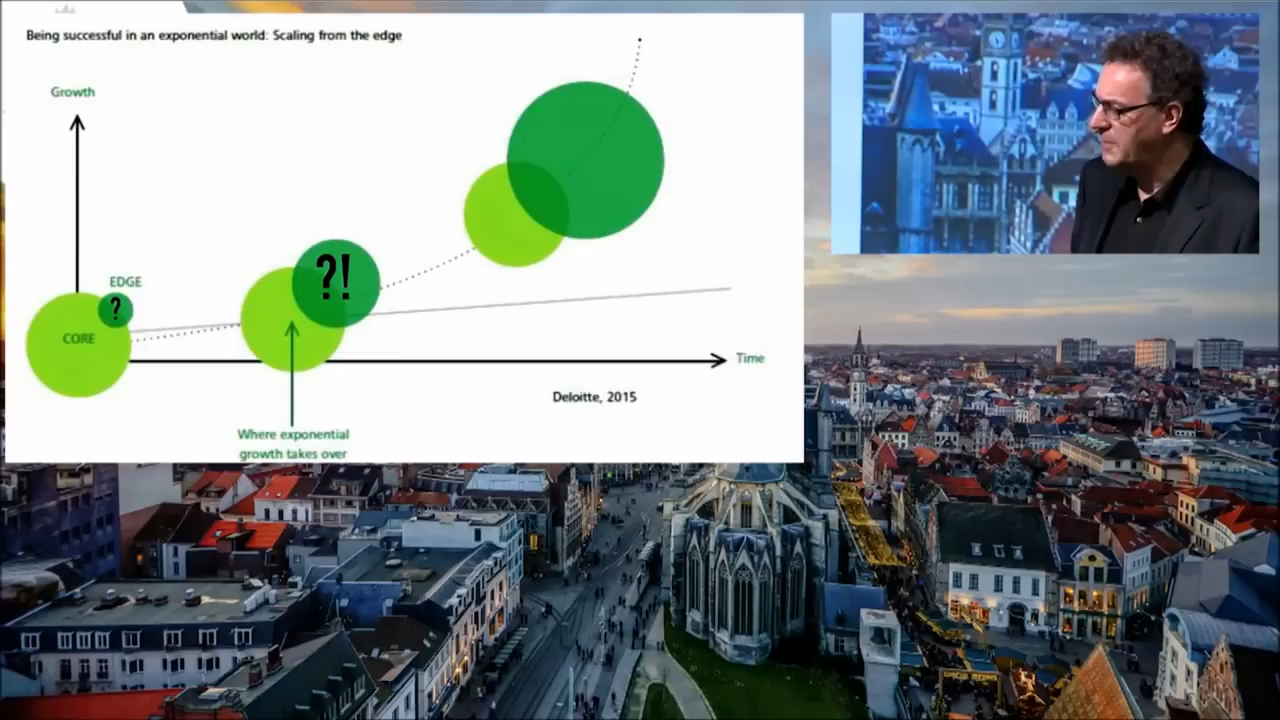 Being successful in an exponential world: Scaling from the edge
Growth
EDGE
?
?!
CORE
Time
Deloitte, 2015
Where exponential
growth takes over